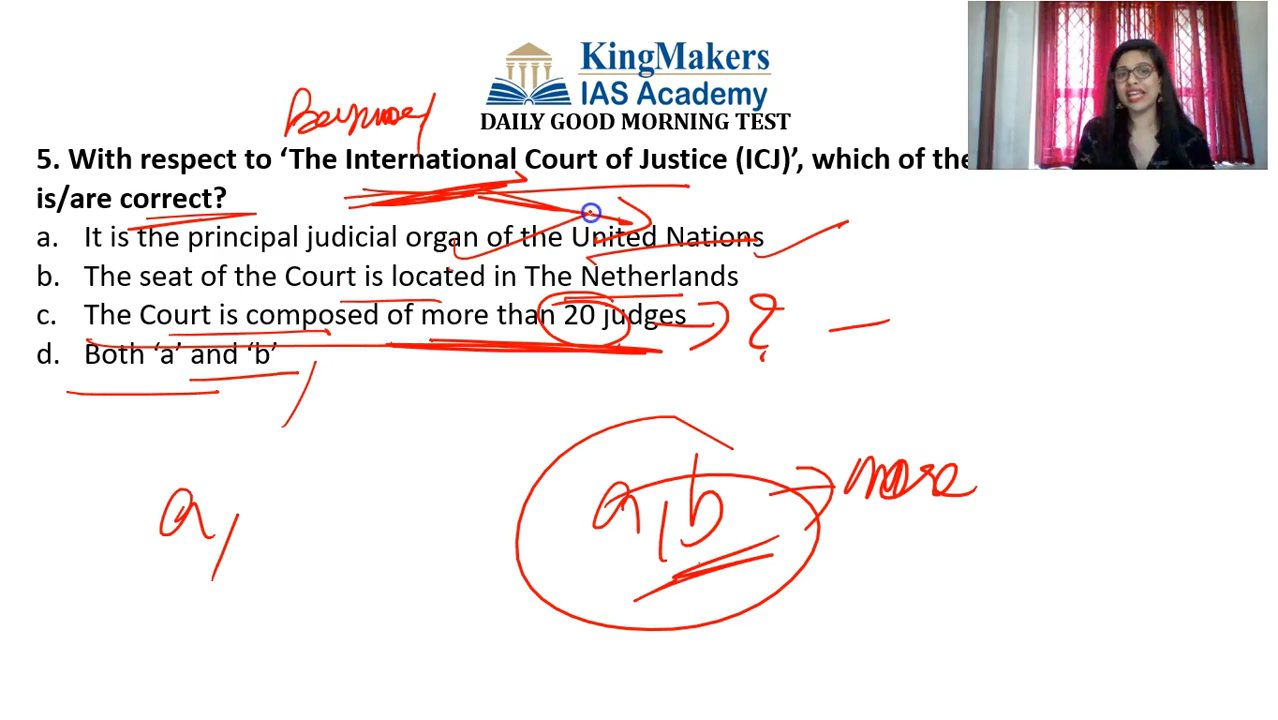 KingMakers
IAS Academy
DAILY GOOD MORNING TEST
5. With respect to ‘The International Court of Justice (ICJ)’, which of the
is/are correct?
a. It is the principal judicial organ of the United Nations
b. The seat of the Court is located in The Netherlands
c. The Court is composed of more than 20 judges
?
d. Both ‘a’ and ‘b’
a,
a,b
more